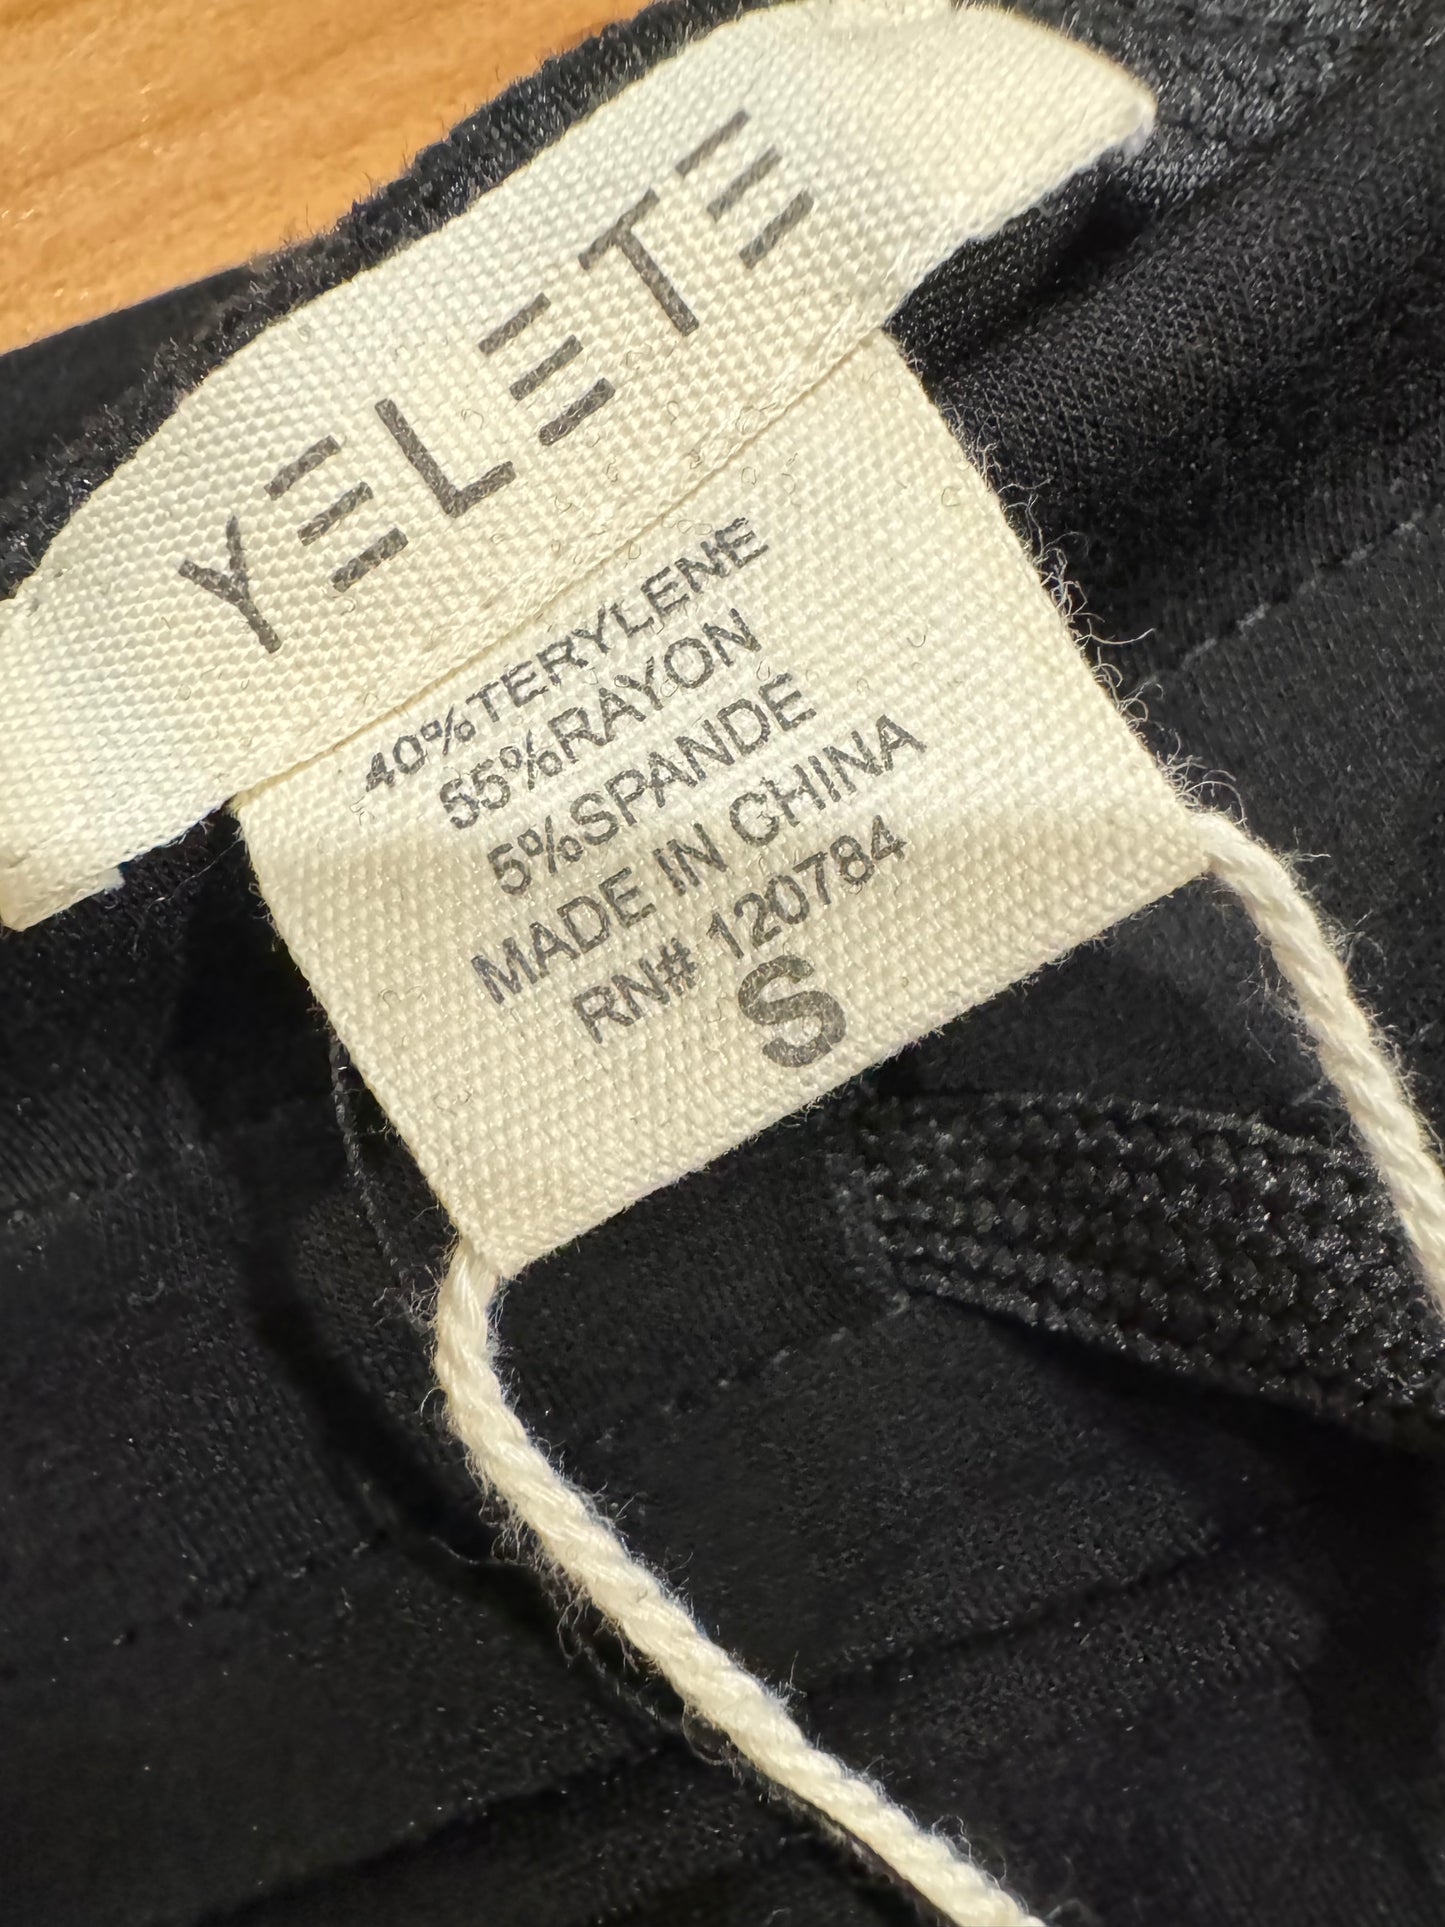 YELETE
40%TERYLENE
55%RAYON
5%SPANDE
MADE IN CHINA
RN# 120784
S